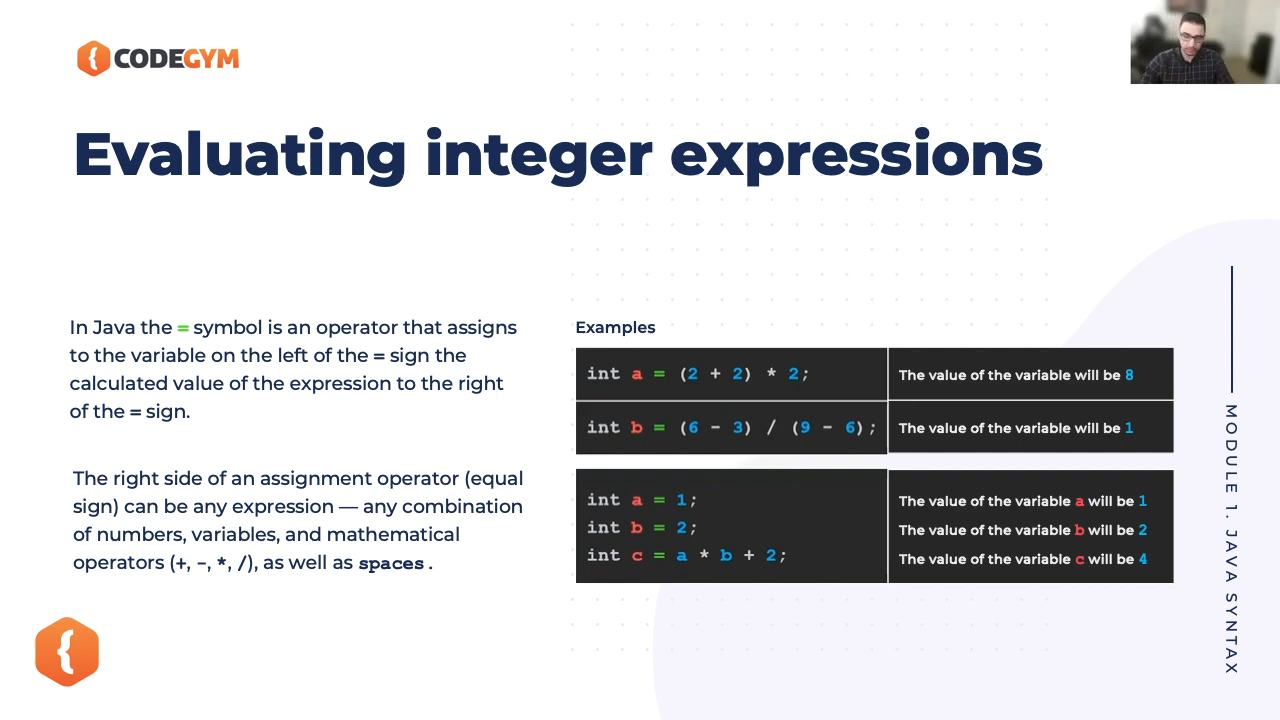 CODEGYM
Evaluating integer expressions
In Java the = symbol is an operator that assigns
to the variable on the left of the = sign the
calculated value of the expression to the right
of the = sign.
The right side of an assignment operator (equal
sign) can be any expression — any combination
of numbers, variables, and mathematical
operators (+, -, *, /), as well as spaces .
Examples
int a = (2 + 2) * 2;
The value of the variable will be 8
int b = (6 - 3) / (9 - 6);
The value of the variable will be 1
int a = 1;
int b = 2;
int c = a * b + 2;
The value of the variable a will be 1
The value of the variable b will be 2
The value of the variable c will be 4
MODULE 1. JAVA SYNTAX